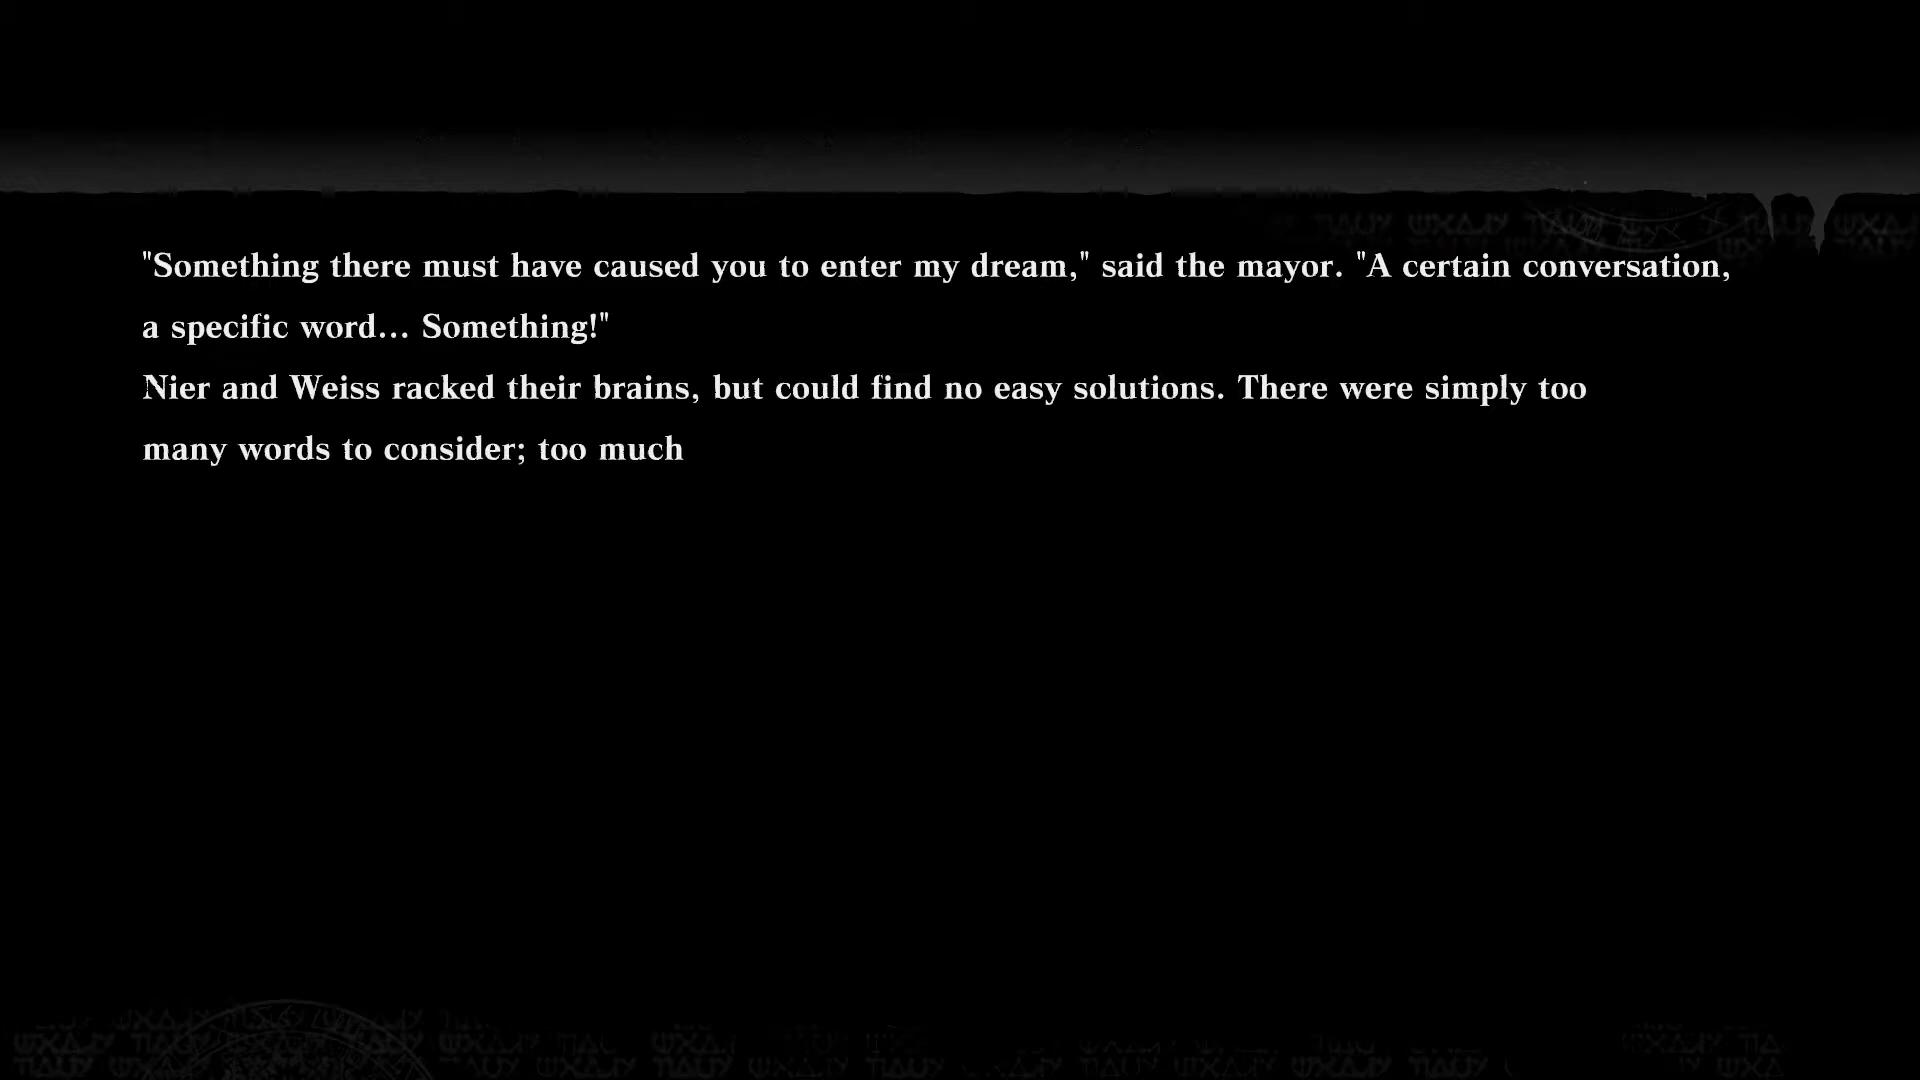 "Something there must have caused you to enter my dream," said the mayor. "A certain conversation,
a specific word... Something!"
Nier and Weiss racked their brains, but could find no easy solutions. There were simply too
many words to consider; too much